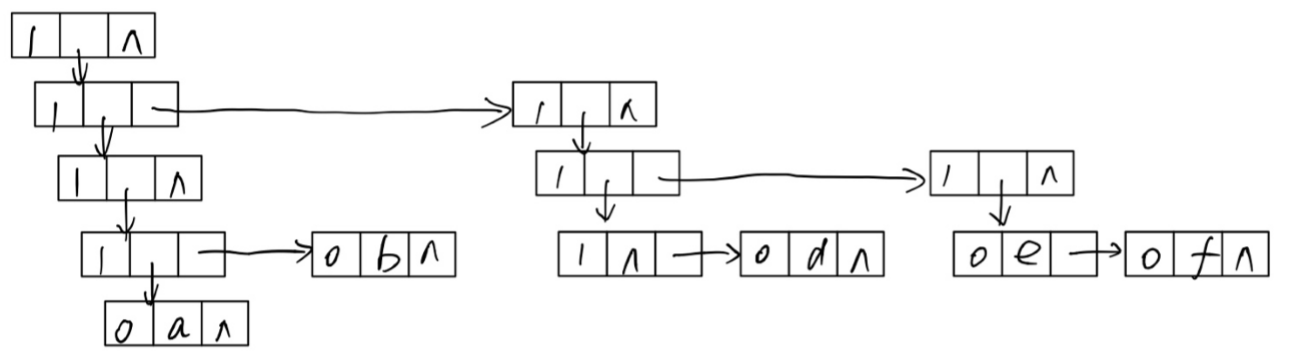 1 ∧
1 1 ∧
1 ∧ 1 1 ∧
1 0 b ∧ 1 ∧ 0 d ∧ 0 e 0 f ∧
0 a ∧